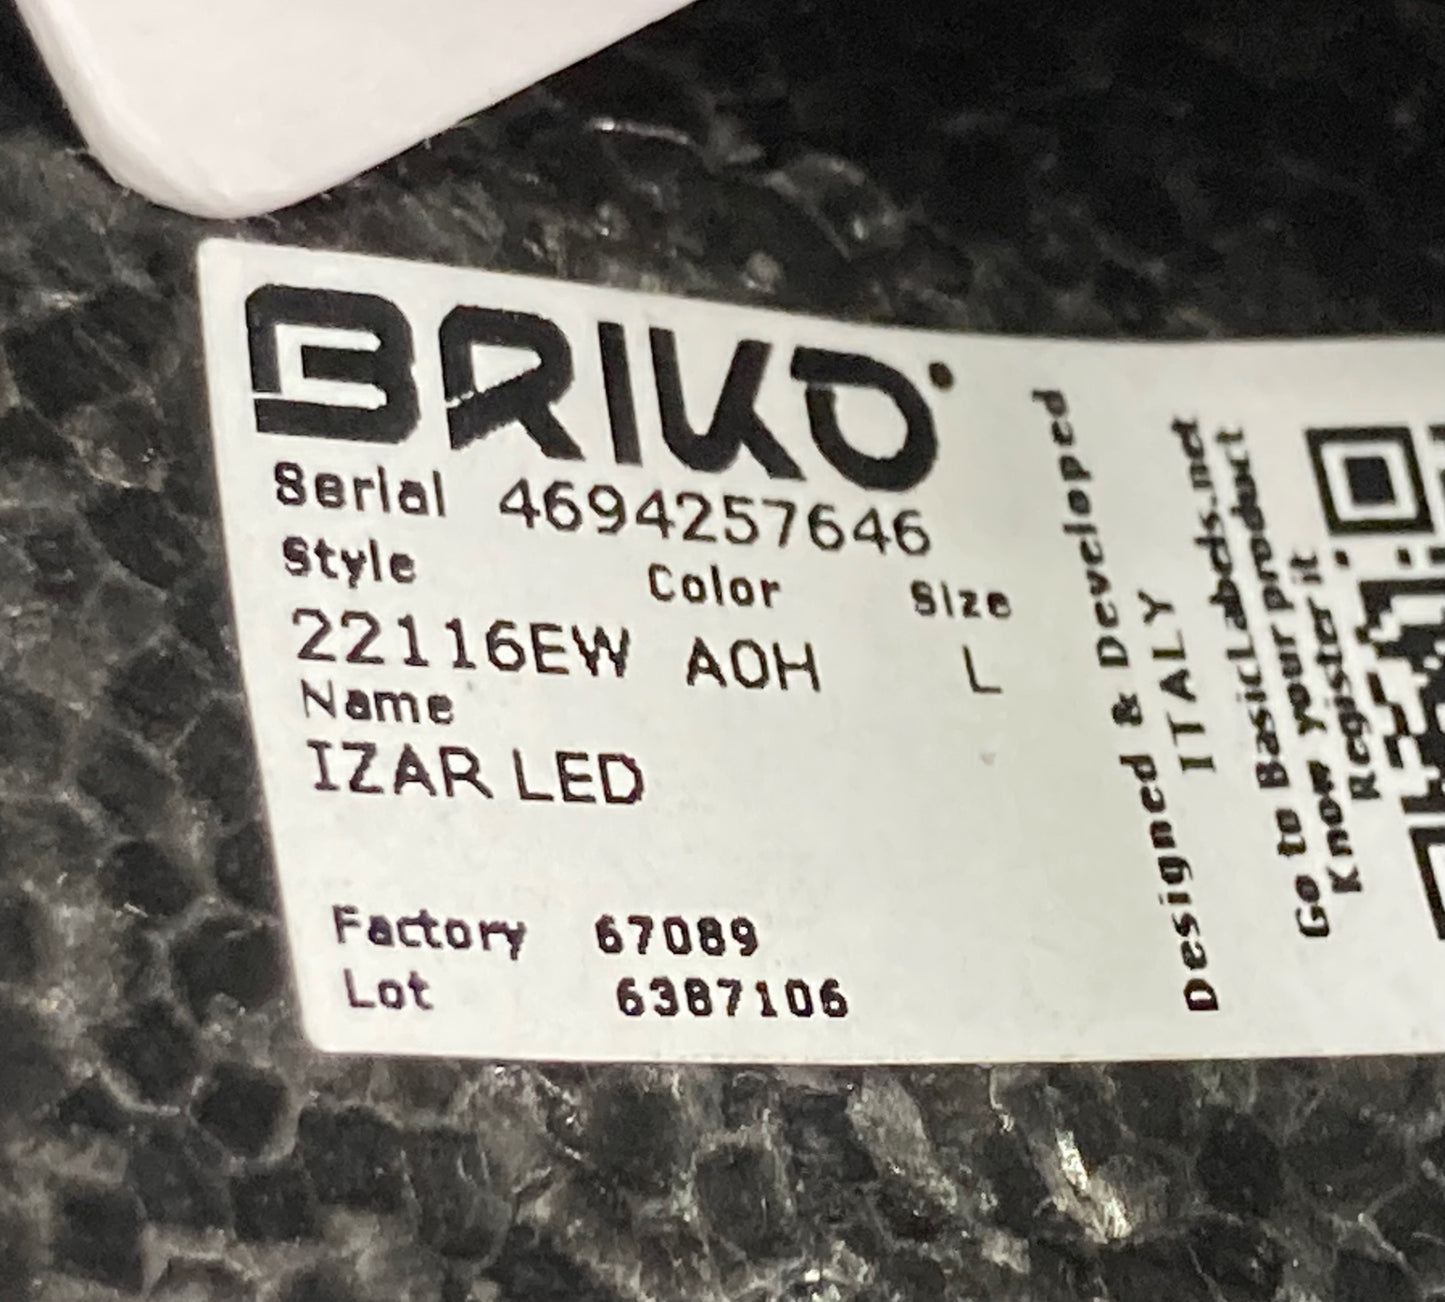 BRIKO
Serial 4694257646
Style Color Size
22116EW A0H L
Name
IZAR LED
Factory 67089
Lot 6387106
Designed & Developed
ITALY
Go to BasicLabels.net
Know your product
Register it